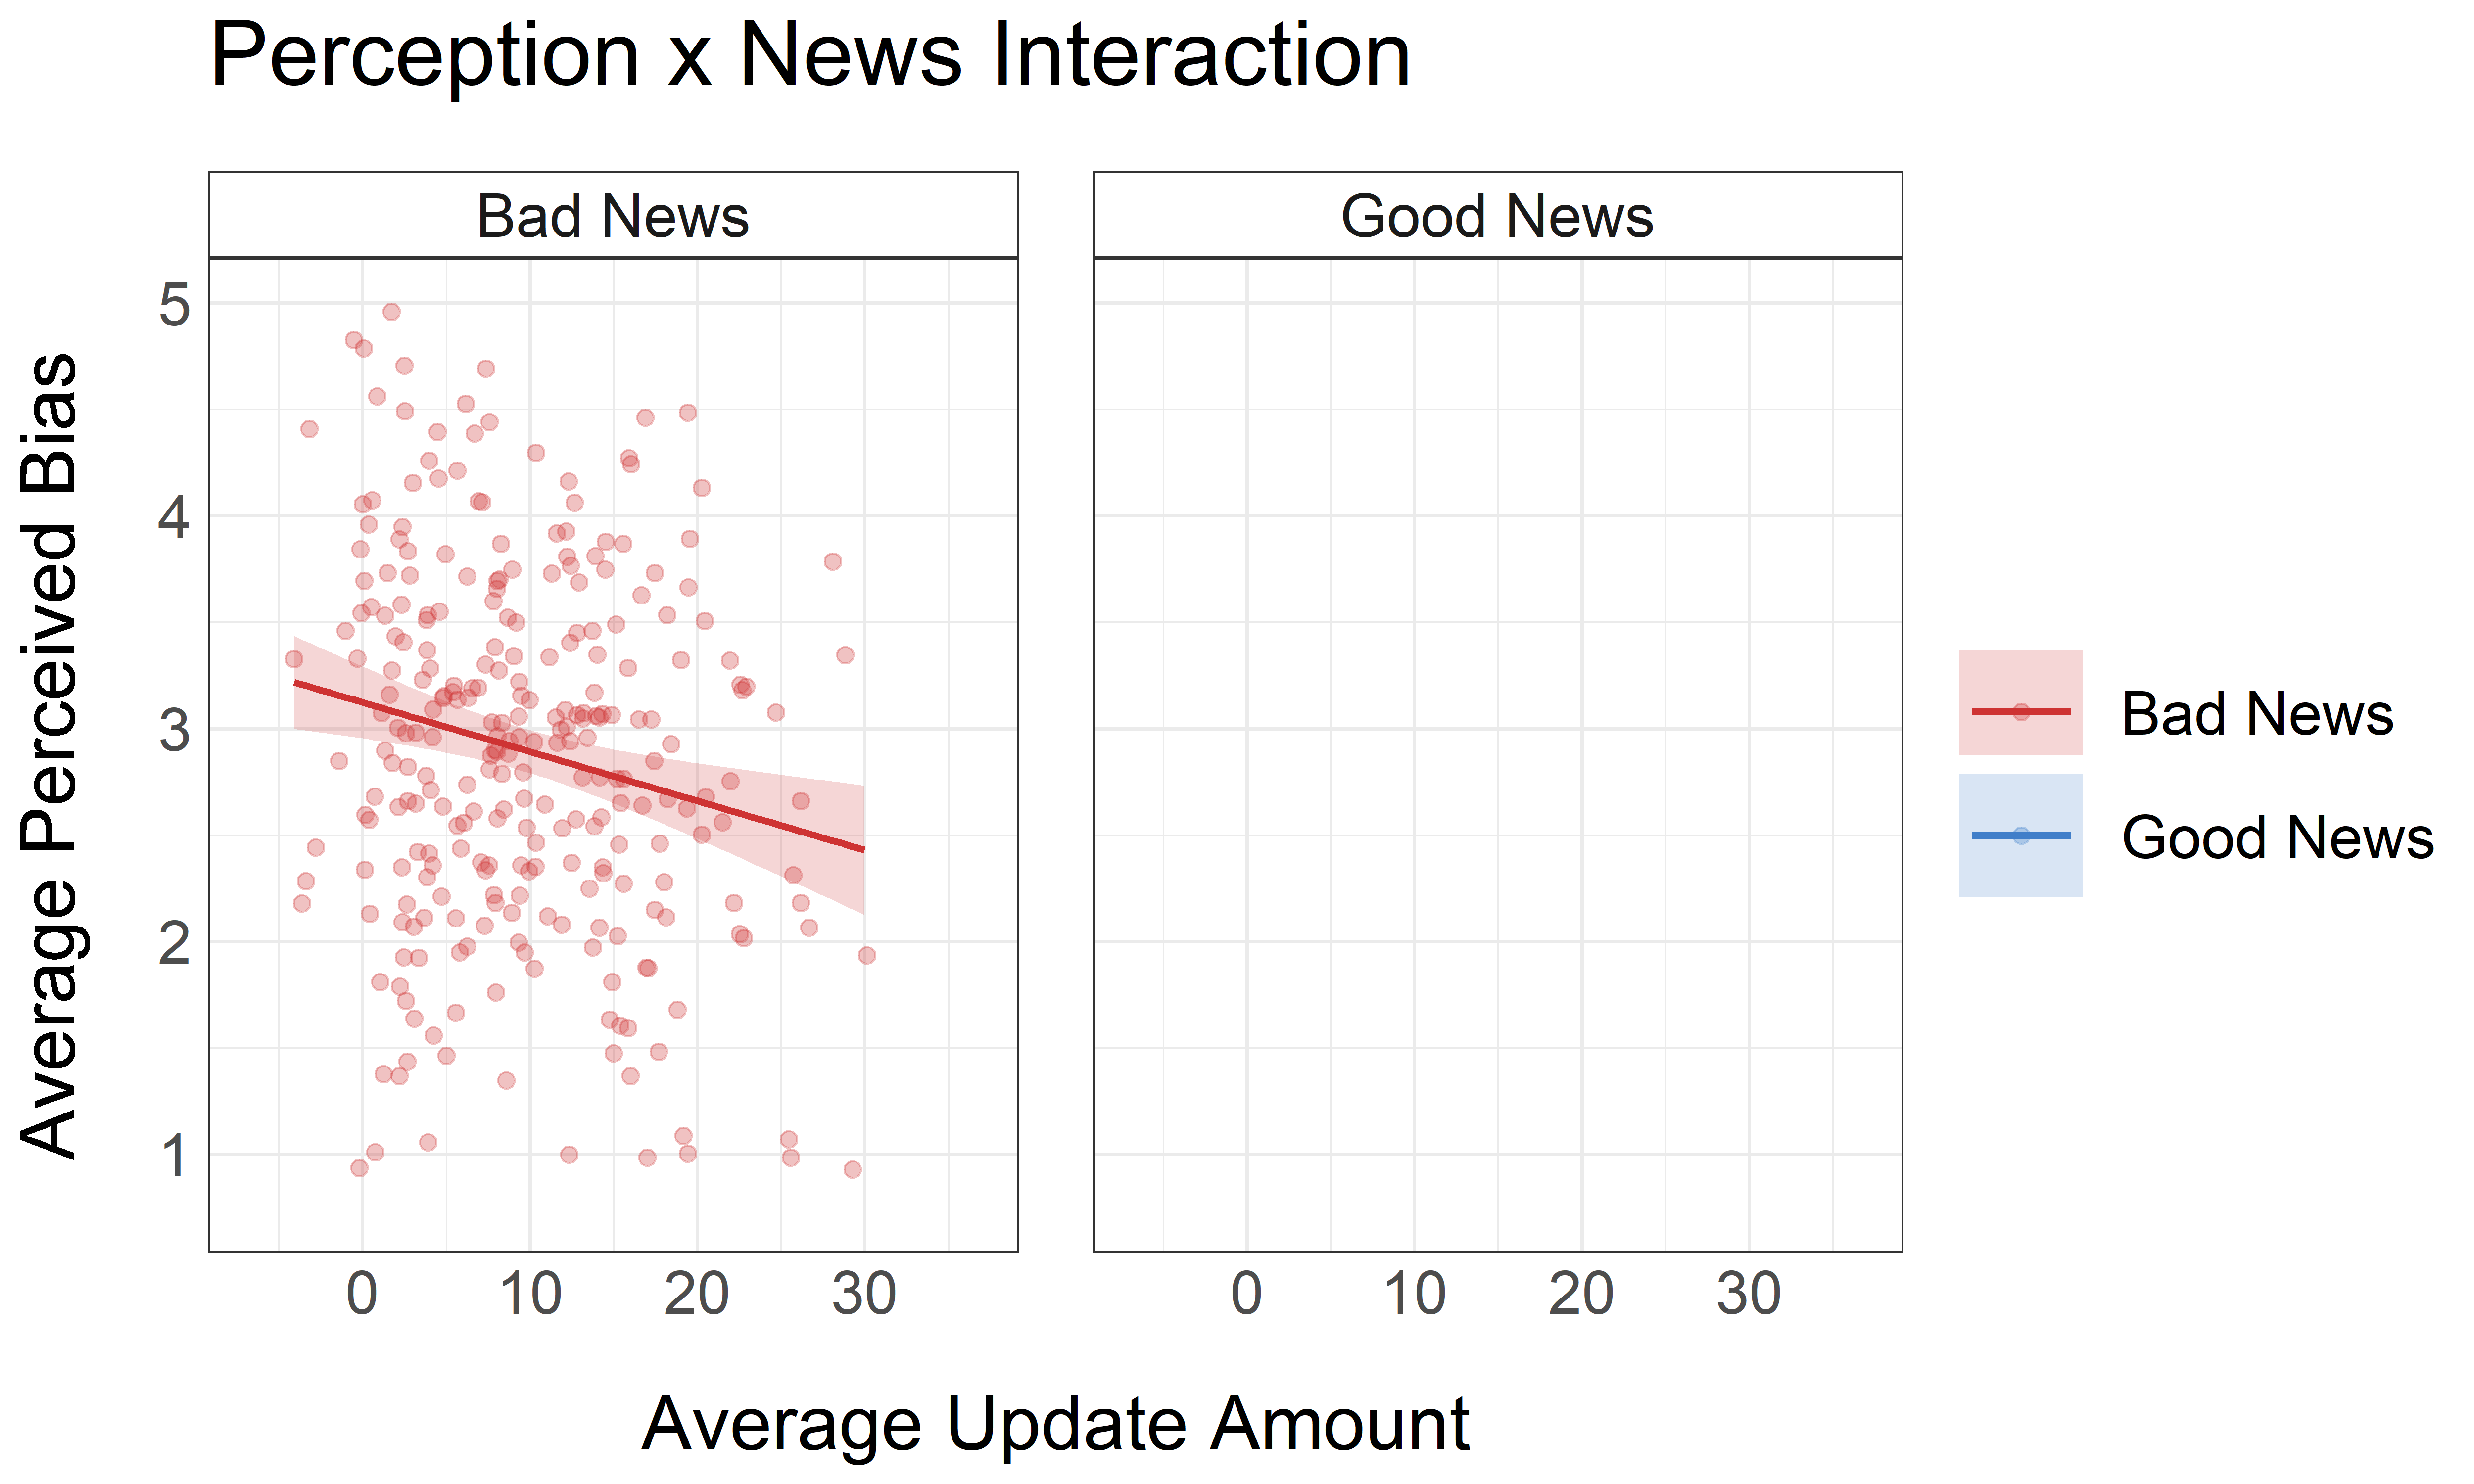 Perception x News Interaction
Bad News
Good News
Average Perceived Bias
5
4
3
2
1
0 10 20 30
0 10 20 30
Average Update Amount
Bad News
Good News